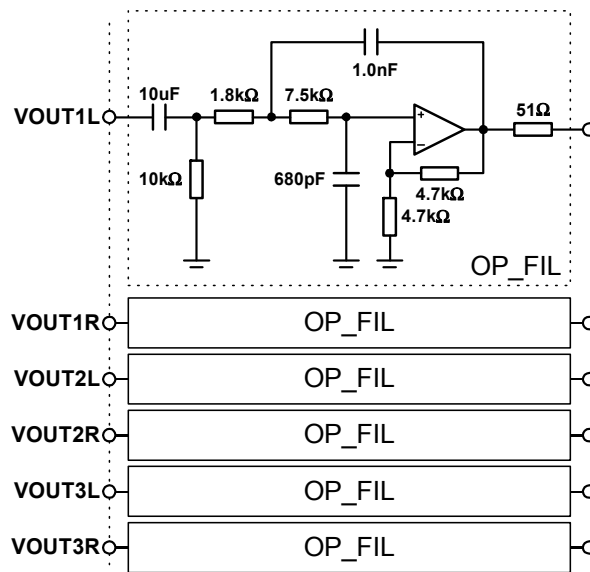 1.0nF
10uF
1.8kΩ
7.5kΩ
51Ω
VOUT1L
+
−
10kΩ
680pF
4.7kΩ
4.7kΩ
OP_FIL
VOUT1R
OP_FIL
VOUT2L
OP_FIL
VOUT2R
OP_FIL
VOUT3L
OP_FIL
VOUT3R
OP_FIL